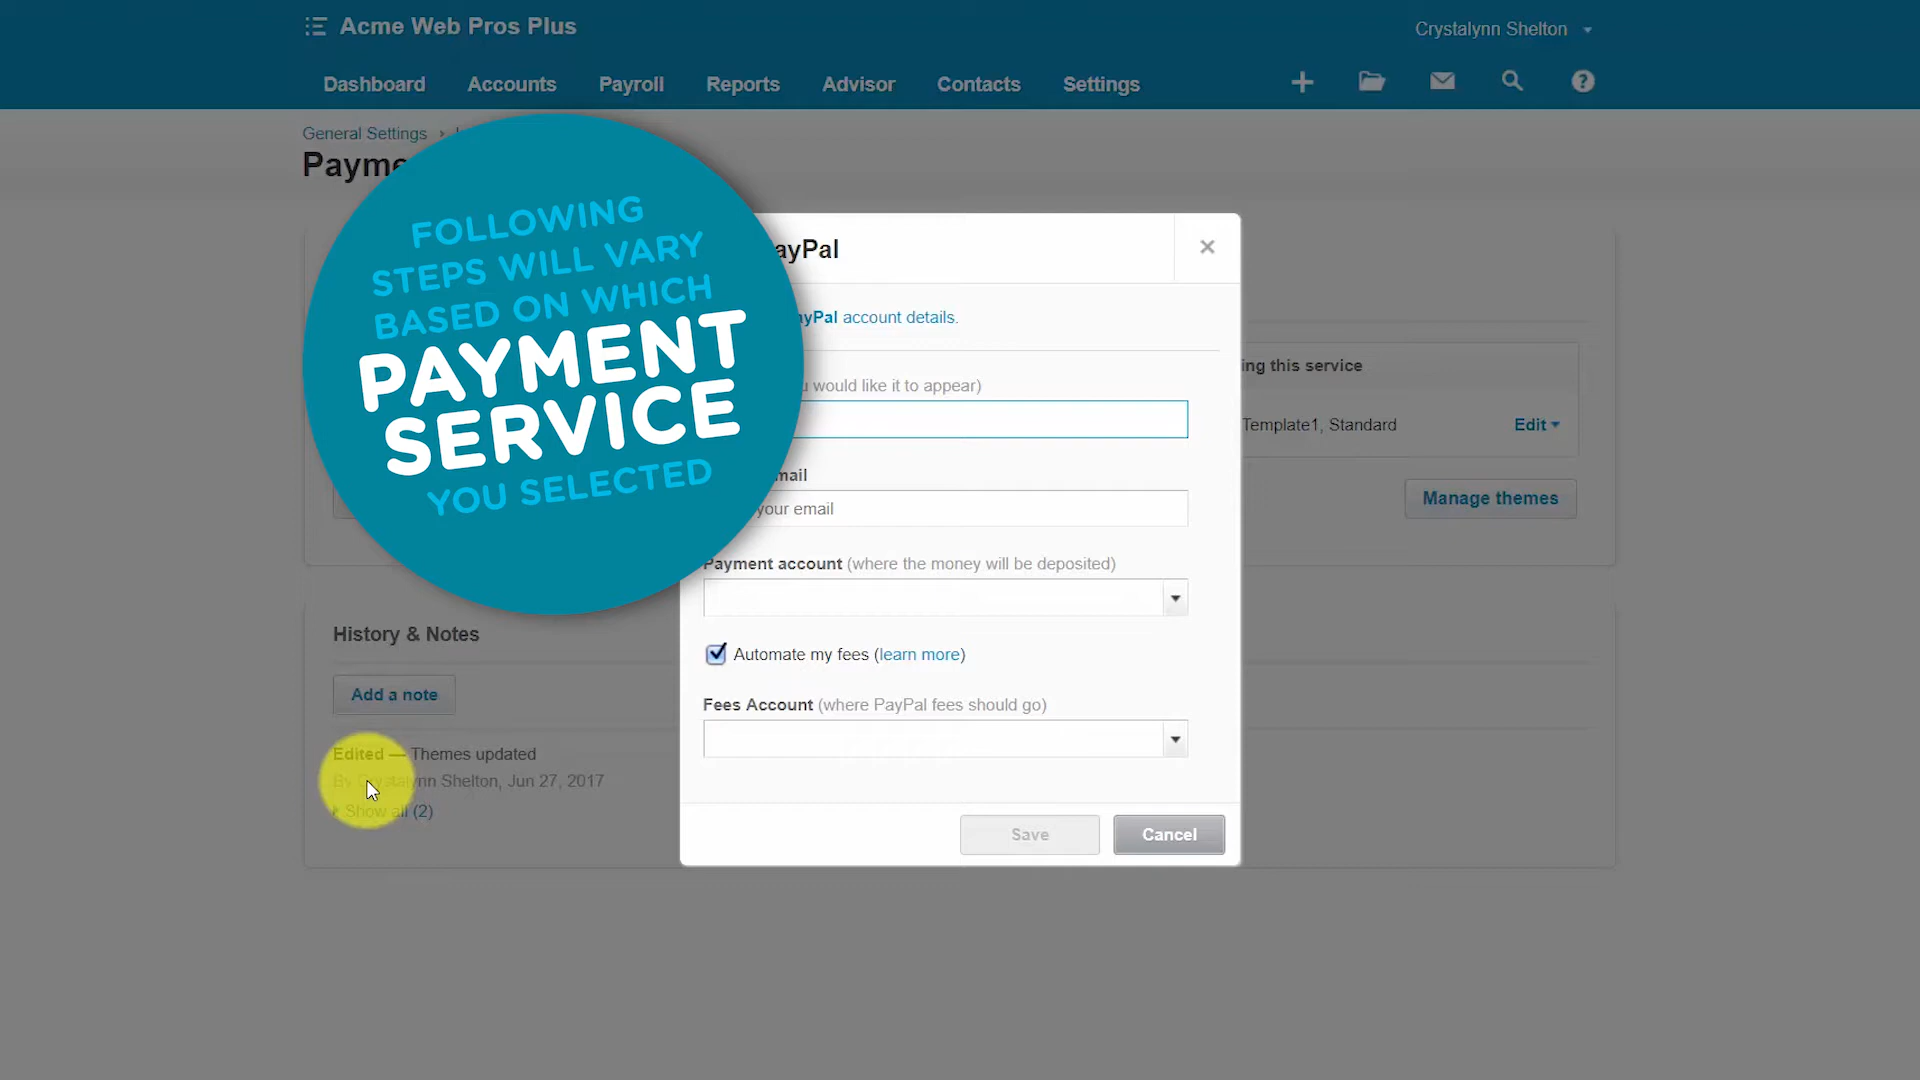 Acme Web Pros Plus
Crystalynn Shelton
Dashboard Accounts Payroll Reports Advisor Contacts Settings
General Settings ›
Payme
FOLLOWING
STEPS WILL VARY
BASED ON WHICH
PAYMENT
SERVICE
YOU SELECTED
ayPal
ayPal account details.
u would like it to appear)
mail
your email
Payment account (where the money will be deposited)
Automate my fees (learn more)
Fees Account (where PayPal fees should go)
Save Cancel
ing this service
Template1, Standard Edit
Manage themes
History & Notes
Add a note
Edited — Themes updated
By Crystalynn Shelton, Jun 27, 2017
Show all (2)